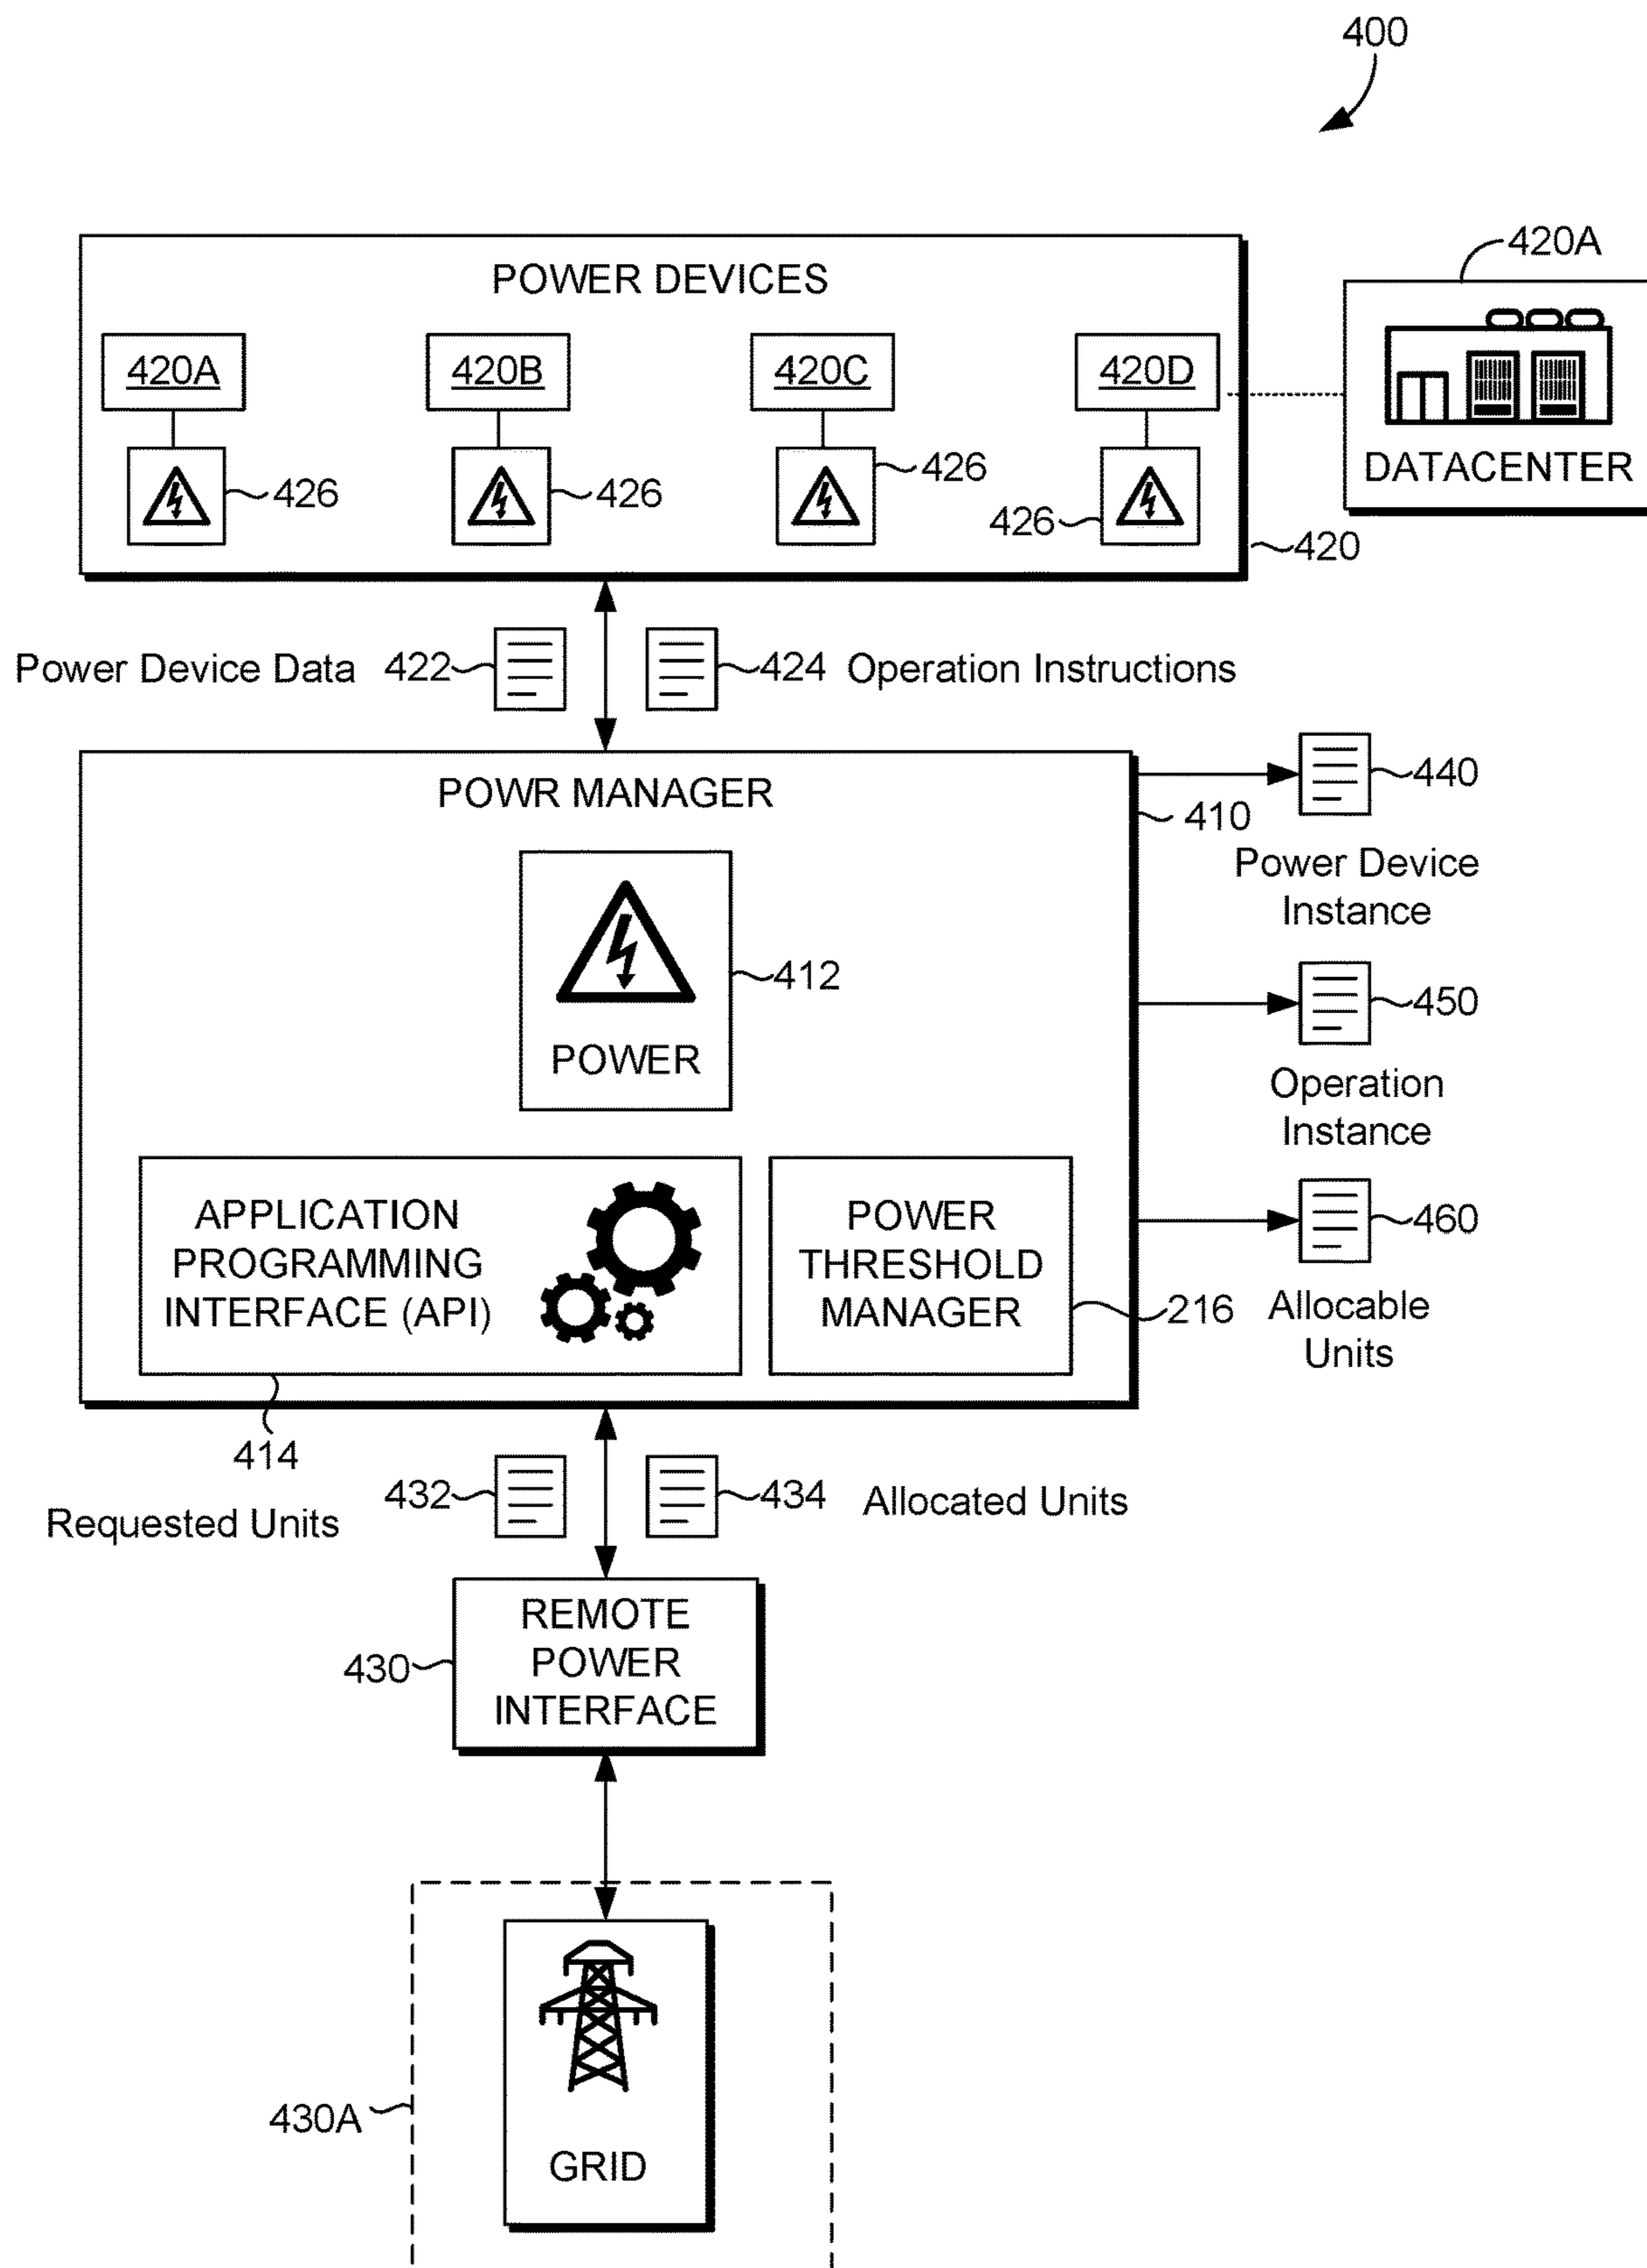 400
420A
POWER DEVICES
420A
420B
420C
420D
DATACENTER
426
426
426
426
420
Power Device Data
422
424
Operation Instructions
POWR MANAGER
440
410
Power Device
Instance
412
POWER
450
Operation
Instance
APPLICATION
PROGRAMMING
INTERFACE (API)
POWER
THRESHOLD
MANAGER
460
216
Allocable
Units
414
Requested Units
432
434
Allocated Units
REMOTE
POWER
INTERFACE
430
430A
GRID